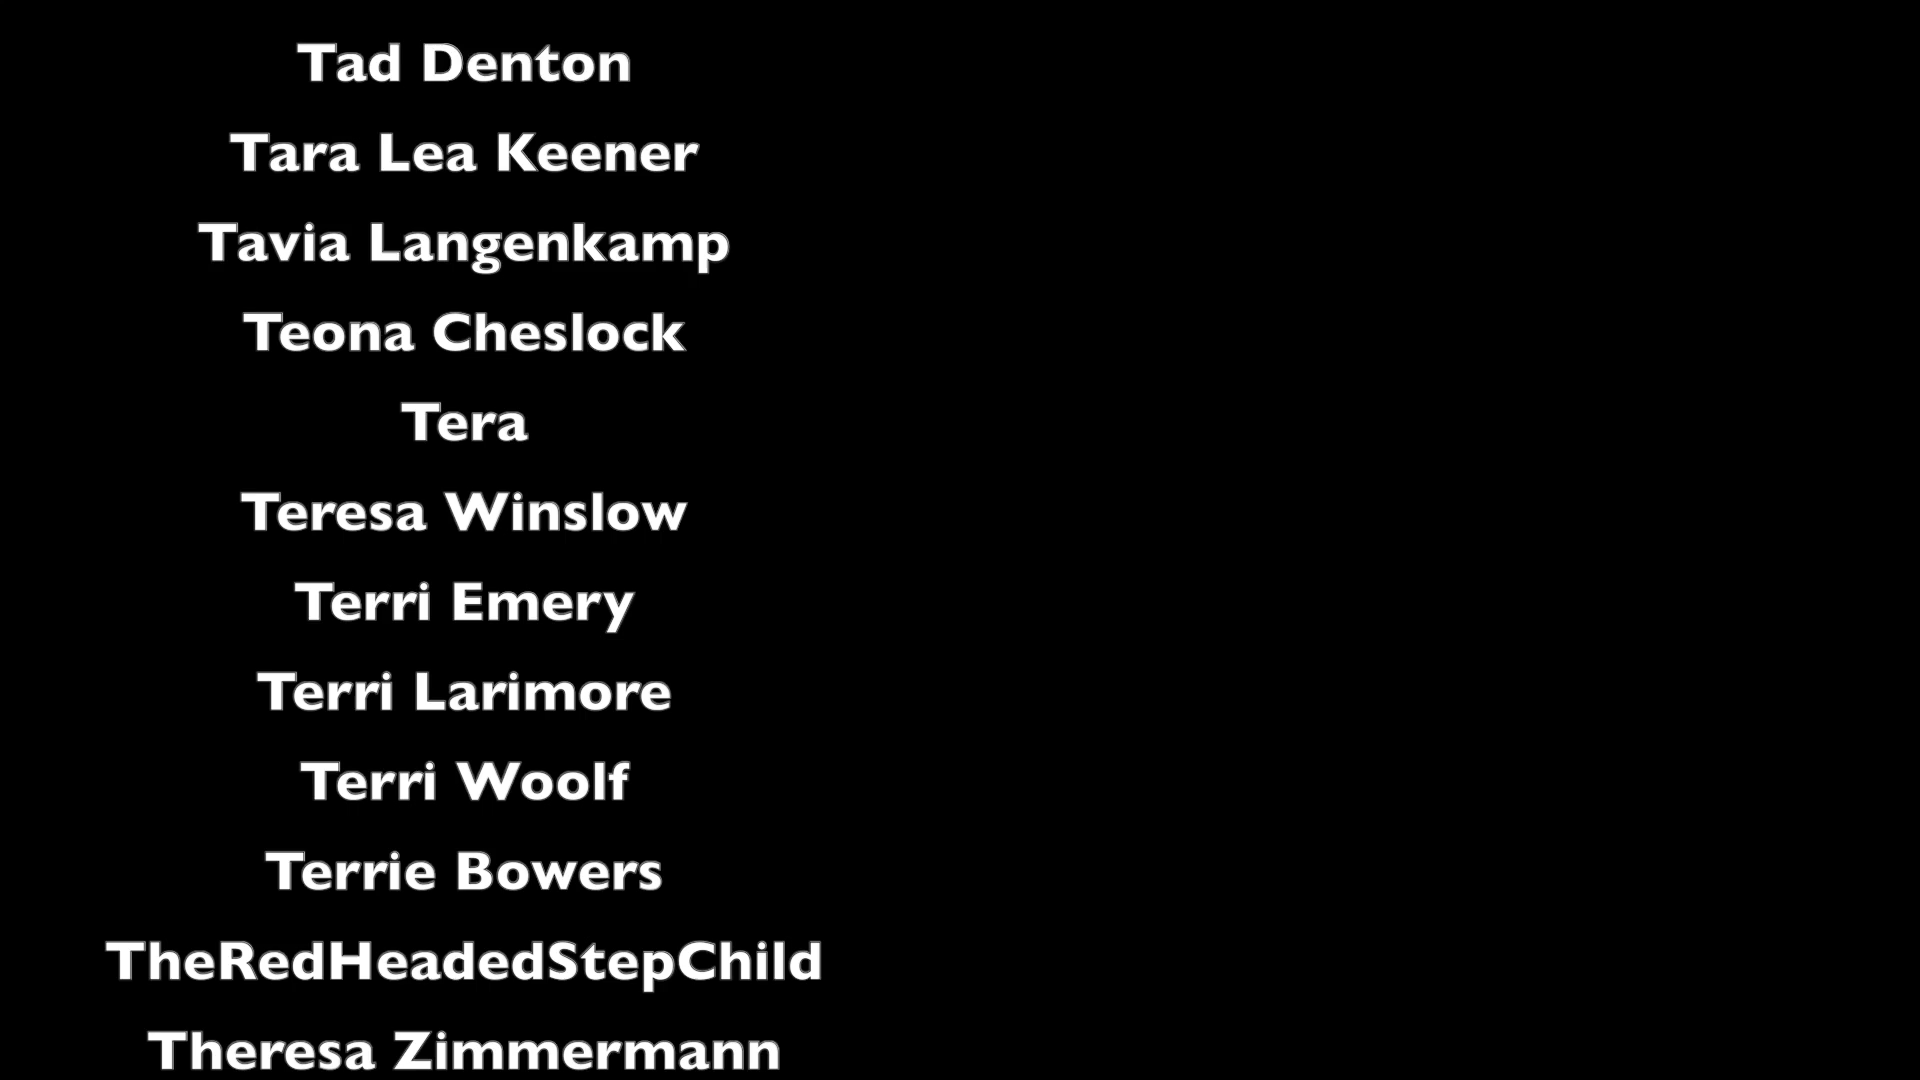 Tad Denton
Tara Lea Keener
Tavia Langenkamp
Teona Cheslock
Tera
Teresa Winslow
Terri Emery
Terri Larimore
Terri Woolf
Terrie Bowers
TheRedHeadedStepChild
Theresa Zimmermann